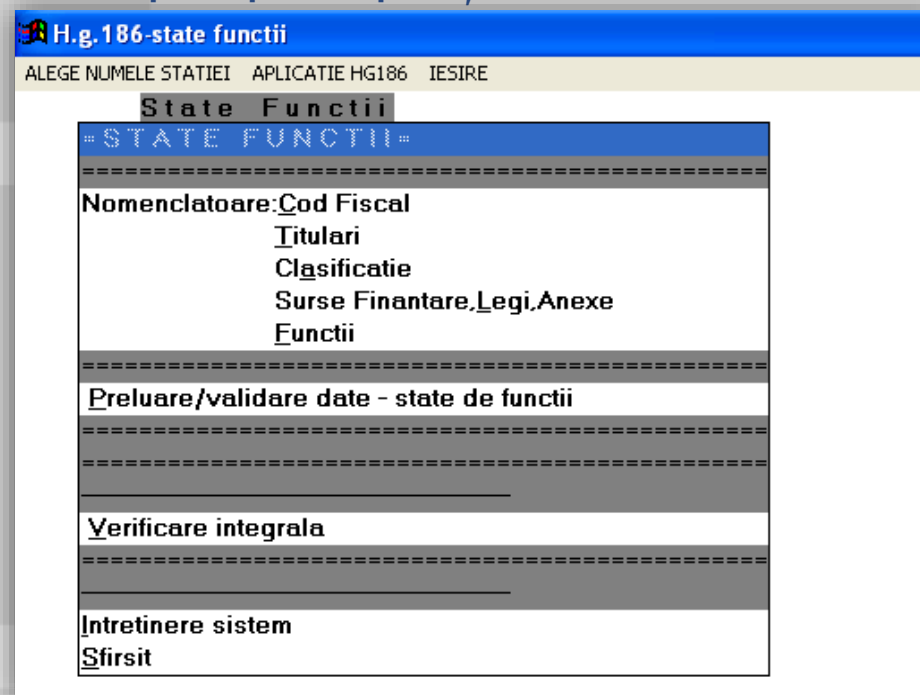 H.g.186-state functii
ALEGE NUMELE STATIEI APLICATIE HG186 IESIRE
State Functii
=STATE FUNCTII=
================================================
Nomenclatoare:Cod Fiscal
Titulari
Clasificatie
Surse Finantare,Legi,Anexe
Functii
================================================
Preluare/validare date - state de functii
================================================
================================================
Verificare integrala
================================================
Intretinere sistem
Sfirsit